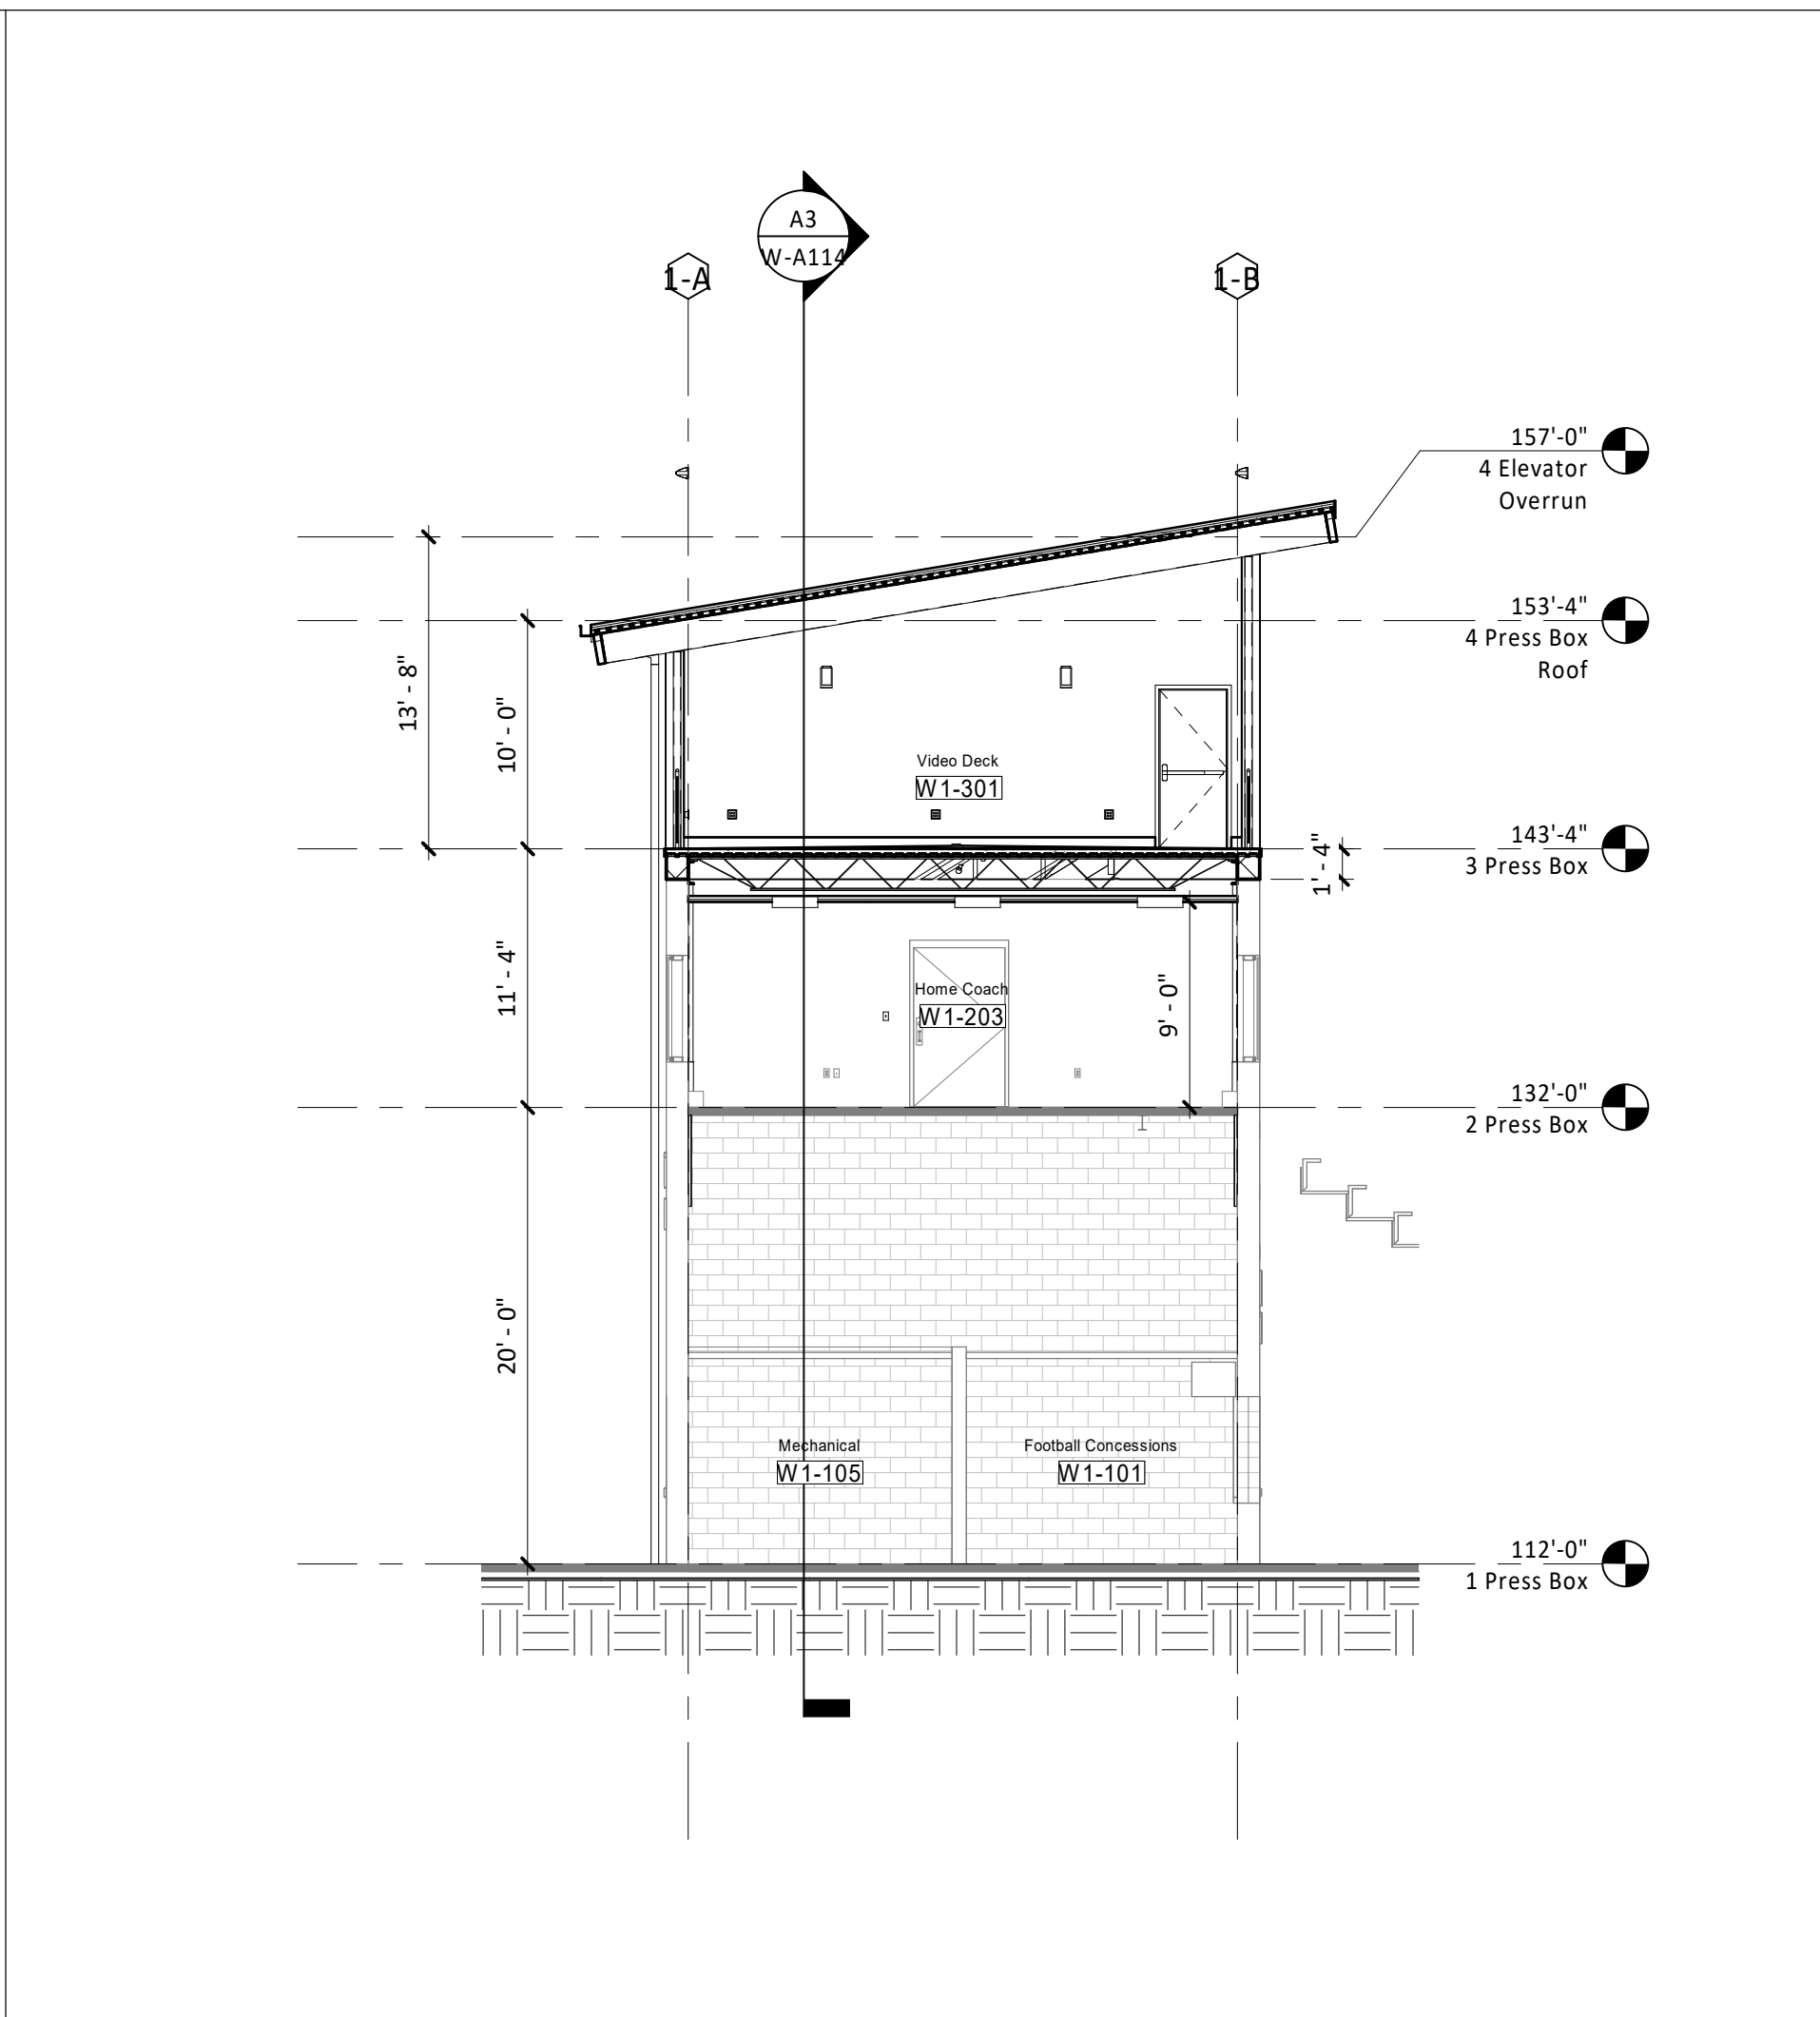 A3
W-A114
1-A
1-B
157'-0"
4 Elevator
Overrun
153'-4"
4 Press Box
Roof
13' - 8"
10' - 0"
Video Deck
W1-301
143'-4"
3 Press Box
1' - 4"
11' - 4"
Home Coach
W1-203
9' - 0"
132'-0"
2 Press Box
20' - 0"
Mechanical
W1-105
Football Concessions
W1-101
112'-0"
1 Press Box